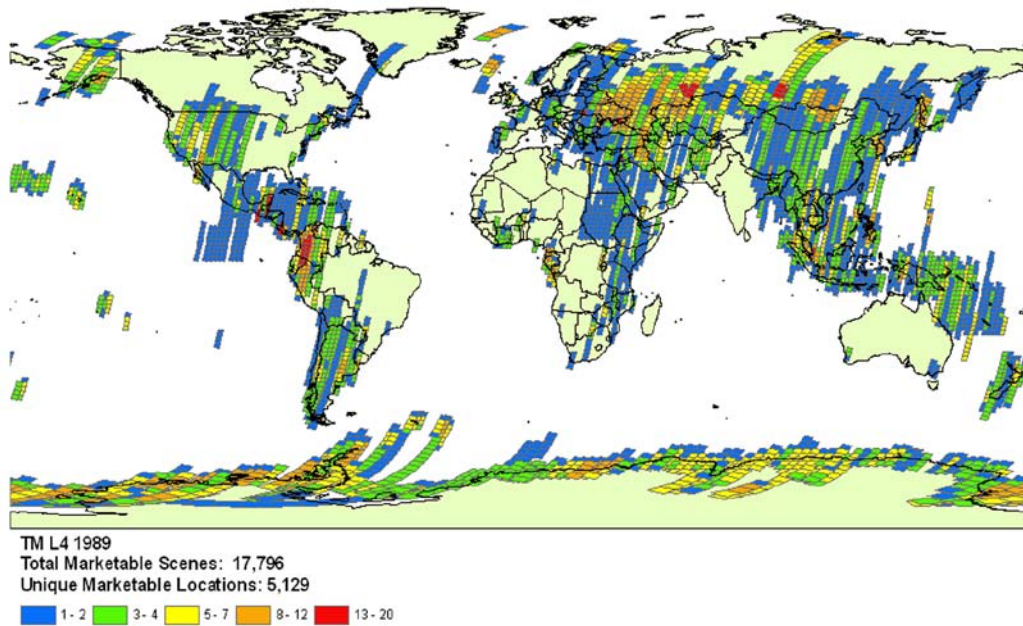 TM L4 1989
Total Marketable Scenes: 17,796
Unique Marketable Locations: 5,129
1 - 2 3 - 4 5 - 7 8 - 12 13 - 20